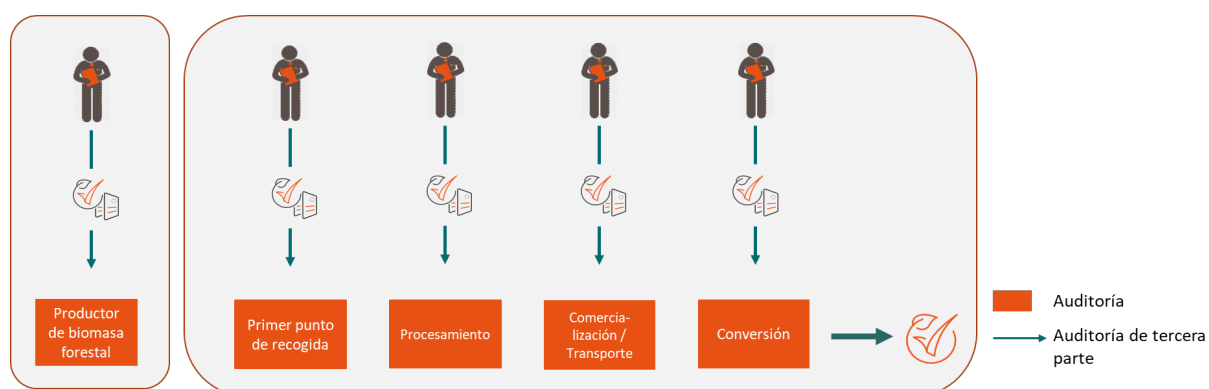 Productor
de biomasa
forestal
Primer punto
de recogida
Procesamiento
Comercia-
lización /
Transporte
Conversión
Auditoría
Auditoría de tercera
parte